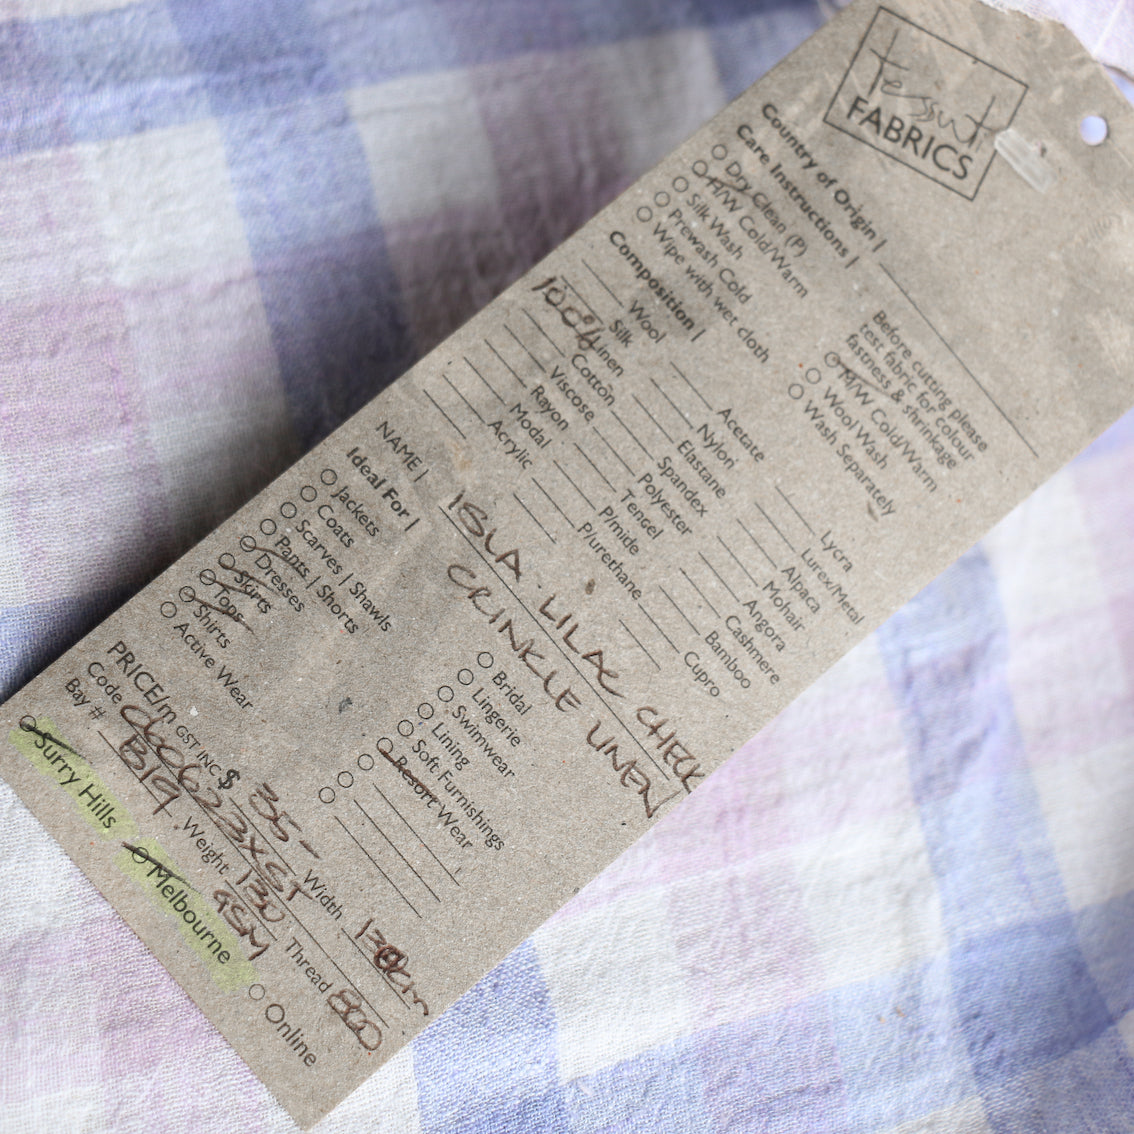 tessuti
FABRICS
Country of Origin |
Care Instructions |
Dry Clean (P)
H/W Cold/Warm
Silk Wash
Prewash Cold
Wipe with wet cloth
Before cutting please
test fabric for colour
fastness & shrinkage
M/W Cold/Warm
Wool Wash
Wash Separately
Composition |
Wool
Silk
100% Linen
Cotton
Viscose
Rayon
Modal
Acrylic
Acetate
Nylon
Elastane
Spandex
Polyester
Tencel
P/mide
P/urethane
Lycra
Lurex/Metal
Alpaca
Mohair
Angora
Cashmere
Bamboo
Cupro
NAME | ISLA LILAC CHECK
CRINKLE LINEN
Ideal For |
Jackets
Coats
Scarves | Shawls
Pants | Shorts
Dresses
Skirts
Tops
Shirts
Active Wear
Bridal
Lingerie
Swimwear
Lining
Soft Furnishings
Resort Wear
PRICE/m GST INC $ 35- Width
Code
Bay # B19 Weight 130 GSM Thread 800
Surry Hills
Melbourne
Online